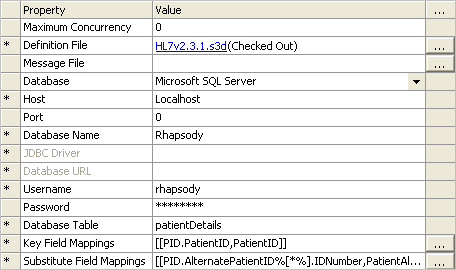 Property Value
Maximum Concurrency 0
* Definition File HL7v2.3.1.s3d(Checked Out) ...
Message File ...
Database Microsoft SQL Server
* Host Localhost
* Port 0
* Database Name Rhapsody
* JDBC Driver
* Database URL
* Username rhapsody
* Password ********
* Database Table patientDetails
* Key Field Mappings [[PID.PatientID,PatientID]] ...
* Substitute Field Mappings [[PID.AlternatePatientID%[*%].IDNumber,PatientAl... ...